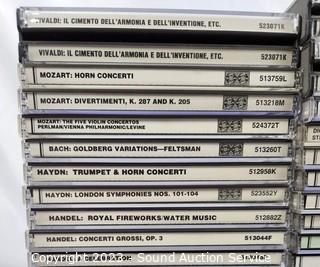 VIVALDI: IL CIMENTO DELL'ARMONIA E DELL'INVENTIONE, ETC. 523071K
VIVALDI: IL CIMENTO DELL'ARMONIA E DELL'INVENTIONE, ETC. 523071K
MOZART: HORN CONCERTI 513759L
MOZART: DIVERTIMENTI, K. 287 AND K. 205 513218M
MOZART: THE FIVE VIOLIN CONCERTOS
PERLMAN/VIENNA PHILHARMONIC/LEVINE 524372T
BACH: GOLDBERG VARIATIONS—FELTSMAN 513260T
HAYDN: TRUMPET & HORN CONCERTI 512958K
HAYDN: LONDON SYMPHONIES NOS. 101-104 523552Y
HANDEL: ROYAL FIREWORKS/WATER MUSIC 512882Z
HANDEL: CONCERTI GROSSI, OP. 3 513044F
Copyright 2023 - Sound Auction Service